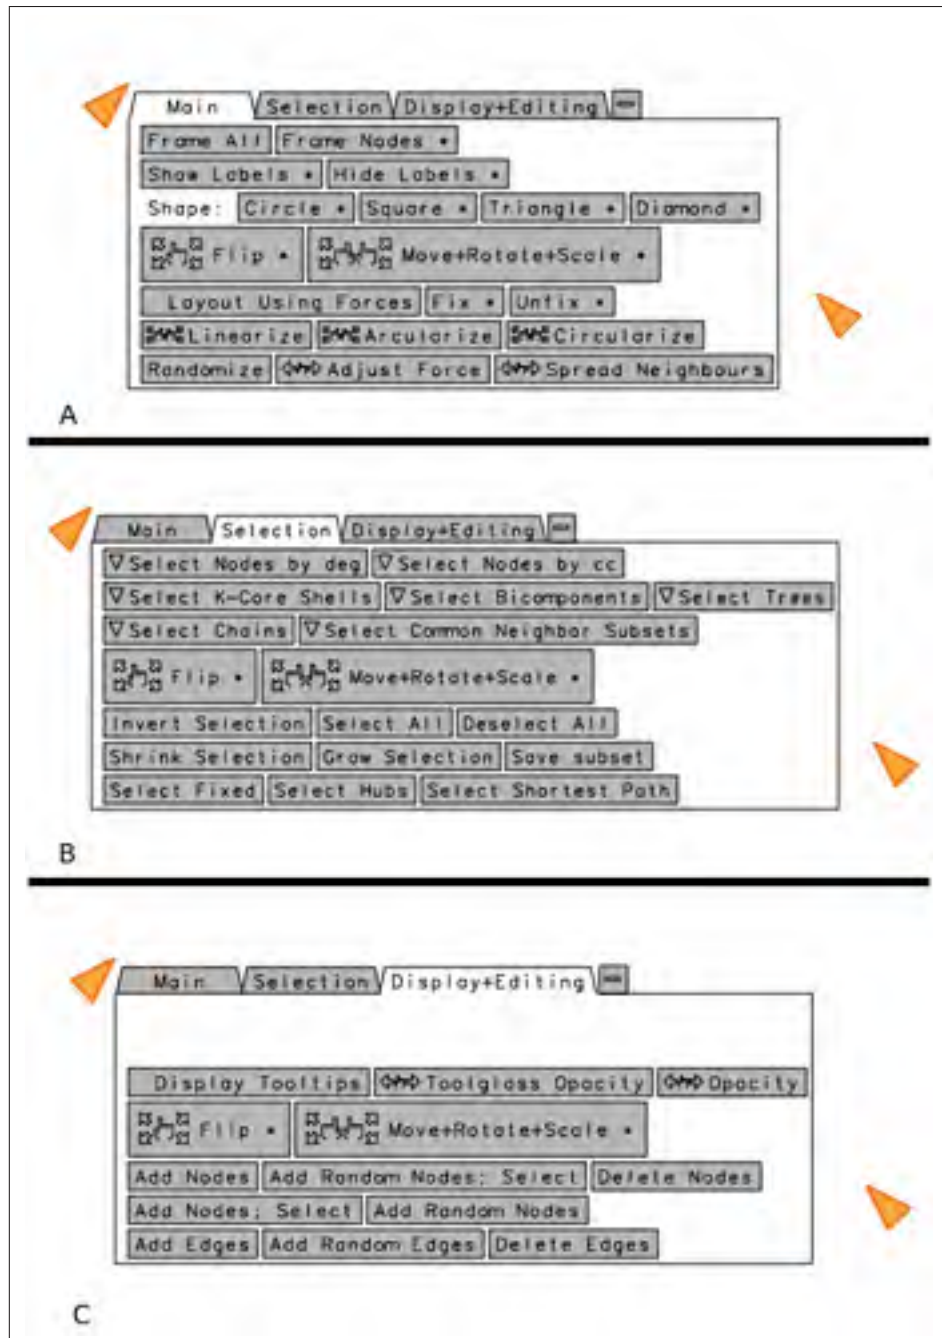 Main Selection Display+Editing
Frame All Frame Nodes •
Show Labels • Hide Labels •
Shape: Circle • Square • Triangle • Diamond •
Flip • Move+Rotate+Scale •
Layout Using Forces Fix • Unfix •
Linearize Arcularize Circularize
Randomize Adjust Force Spread Neighbours
A
Main Selection Display+Editing
▽Select Nodes by deg ▽Select Nodes by cc
▽Select K-Core Shells ▽Select Bicomponents ▽Select Trees
▽Select Chains ▽Select Common Neighbor Subsets
Flip • Move+Rotate+Scale •
Invert Selection Select All Deselect All
Shrink Selection Grow Selection Save subset
Select Fixed Select Hubs Select Shortest Path
B
Main Selection Display+Editing
Display Tooltips Toolglass Opacity Opacity
Flip • Move+Rotate+Scale •
Add Nodes Add Random Nodes; Select Delete Nodes
Add Nodes; Select Add Random Nodes
Add Edges Add Random Edges Delete Edges
C